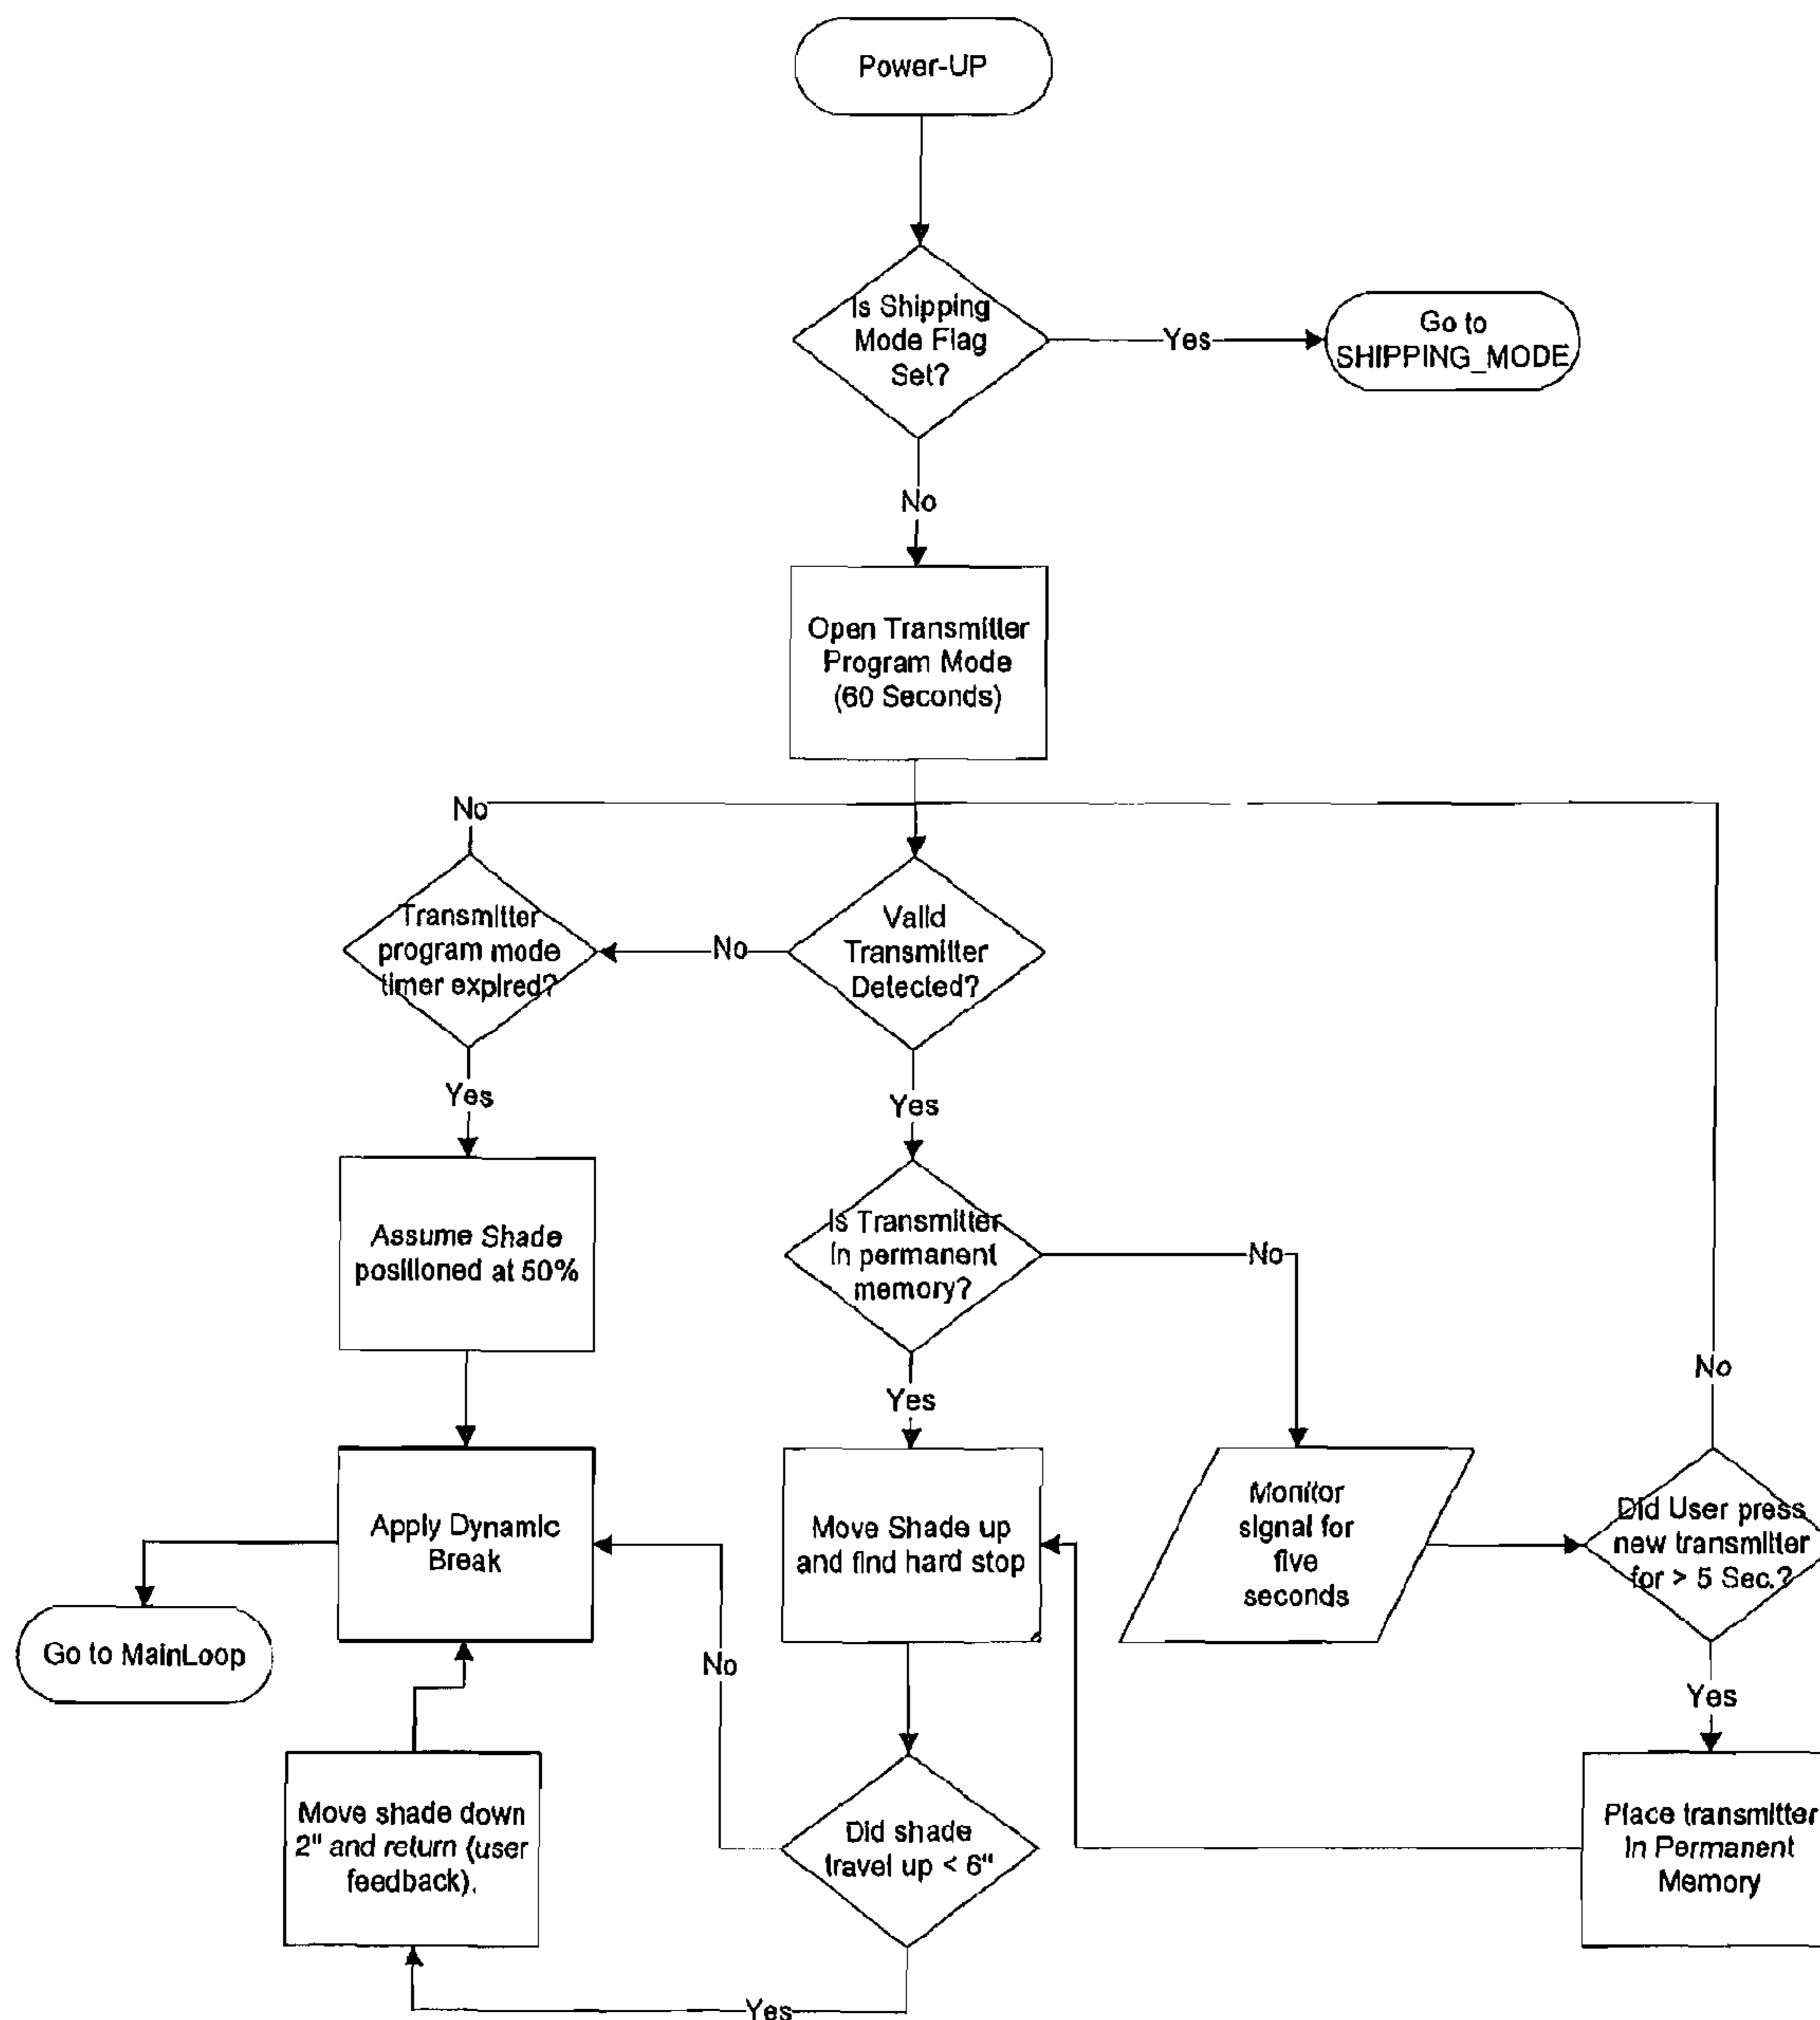 Power-UP
Is Shipping
Mode Flag
Set?
Yes
Go to
SHIPPING_MODE
No
Open Transmitter
Program Mode
(60 Seconds)
No
Transmitter
program mode
timer expired?
No
Valid
Transmitter
Detected?
Yes
Yes
Assume Shade
positioned at 50%
Is Transmitter
in permanent
memory?
No
Yes
No
Apply Dynamic
Break
Move Shade up
and find hard stop
Monitor
signal for
five
seconds
Did User press
new transmitter
for > 5 Sec.?
Go to MainLoop
No
Yes
Move shade down
2" and return (user
feedback).
Did shade
travel up < 6"
Place transmitter
In Permanent
Memory
Yes